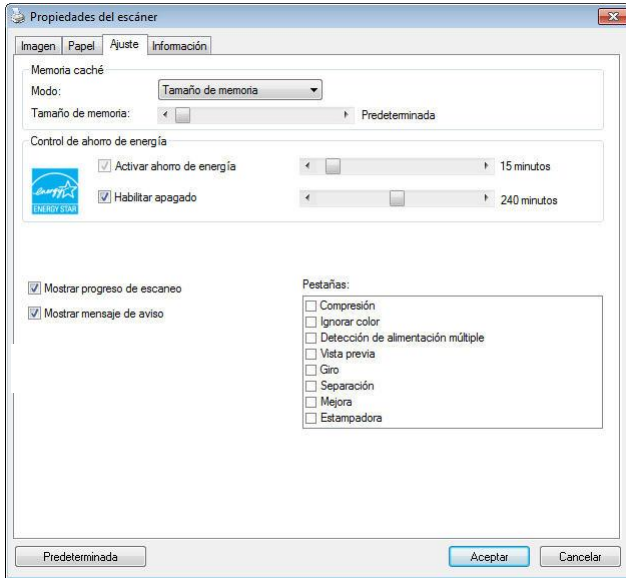 Propiedades del escáner
Imagen Papel Ajuste Información
Memoria caché
Modo: Tamaño de memoria
Tamaño de memoria: Predeterminada
Control de ahorro de energía
Activar ahorro de energía 15 minutos
energy
ENERGY STAR
Habilitar apagado 240 minutos
Mostrar progreso de escaneo
Mostrar mensaje de aviso
Pestañas:
Compresión
Ignorar color
Detección de alimentación múltiple
Vista previa
Giro
Separación
Mejora
Estampadora
Predeterminada Aceptar Cancelar